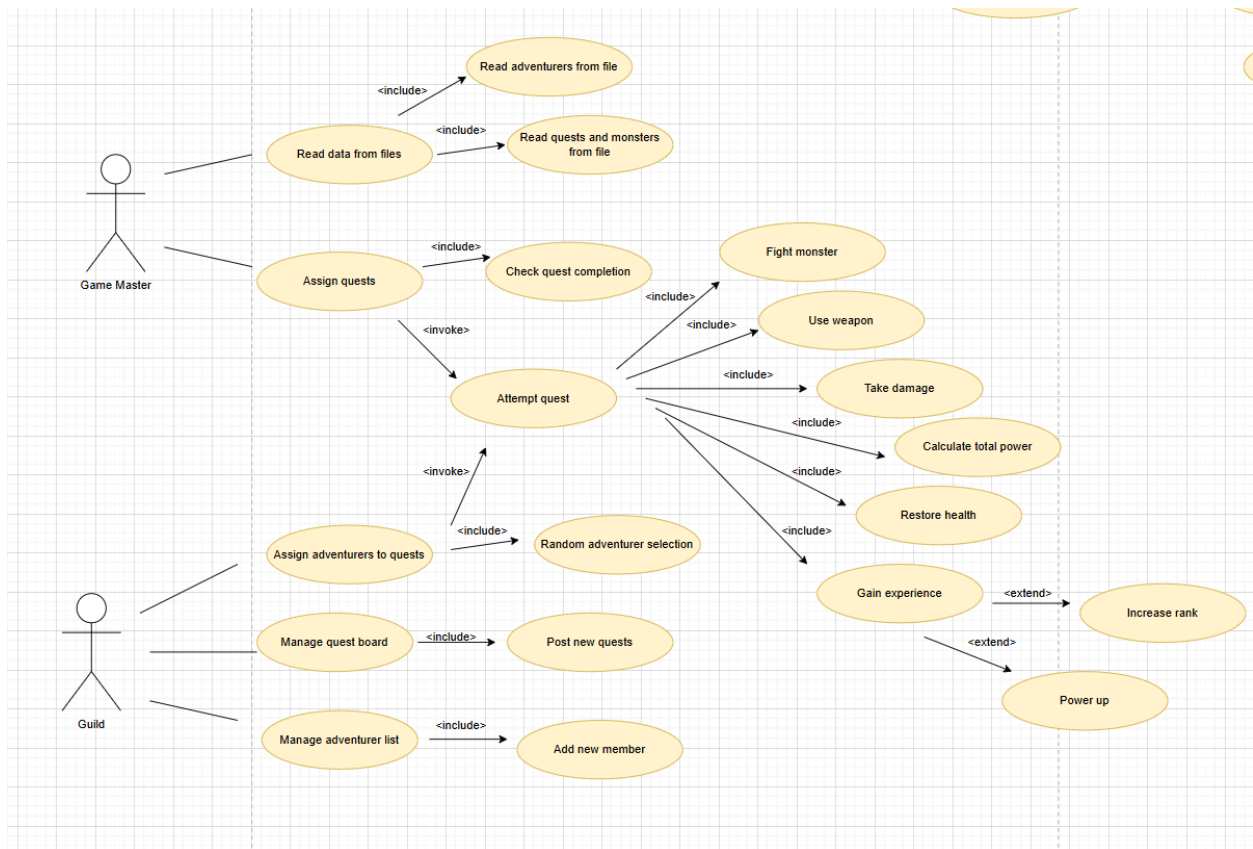 Read adventurers from file
<include>
<include>
Read data from files
Read quests and monsters
from file
Game Master
Assign quests
<include>
Check quest completion
<invoke>
Attempt quest
Fight monster
<include>
Use weapon
<include>
Take damage
<include>
Calculate total power
<include>
Restore health
<include>
Gain experience
<include>
<extend>
Increase rank
<extend>
Power up
<invoke>
Assign adventurers to quests
<include>
Random adventurer selection
Guild
Manage quest board
<include>
Post new quests
Manage adventurer list
<include>
Add new member